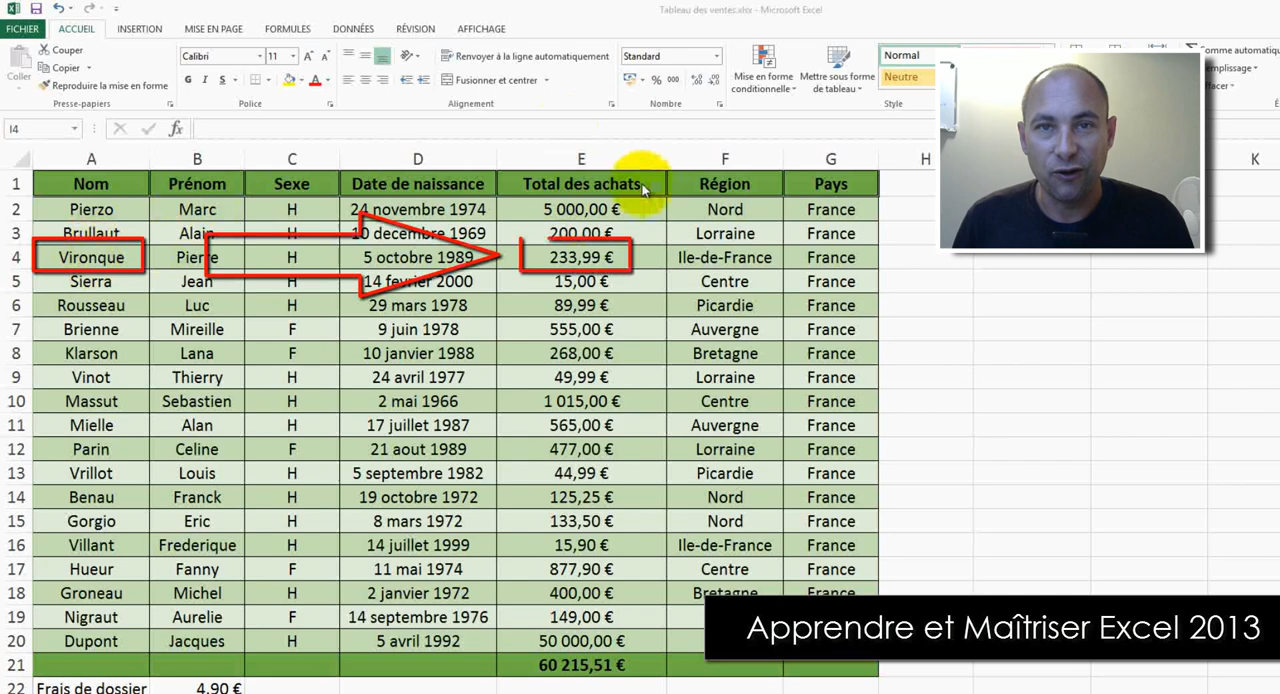 Tableau des ventes.xlsx - Microsoft Excel
FICHIER ACCUEIL INSERTION MISE EN PAGE FORMULES DONNÉES RÉVISION AFFICHAGE
Coller
Couper
Copier
Reproduire la mise en forme
Presse-papiers
Calibri 11
G I S
Police
Renvoyer à la ligne automatiquement
Fusionner et centrer
Alignement
Standard
% 000
Nombre
Mise en forme conditionnelle
Mettre sous forme de tableau
Normal
Neutre
Style
Somme automatiqu
I4 fx
A B C D E F G H K
1 Nom Prénom Sexe Date de naissance Total des achats Région Pays
2 Pierzo Marc H 24 novembre 1974 5 000,00 € Nord France
3 Brullaut Alain H 10 decembre 1969 200,00 € Lorraine France
4 Vironque Pierre H 5 octobre 1989 233,99 € Ile-de-France France
5 Sierra Jean H 14 fevrier 2000 15,00 € Centre France
6 Rousseau Luc H 29 mars 1978 89,99 € Picardie France
7 Brienne Mireille F 9 juin 1978 555,00 € Auvergne France
8 Klarson Lana F 10 janvier 1988 268,00 € Bretagne France
9 Vinot Thierry H 24 avril 1977 49,99 € Lorraine France
10 Massut Sebastien H 2 mai 1966 1 015,00 € Centre France
11 Mielle Alan H 17 juillet 1987 565,00 € Auvergne France
12 Parin Celine F 21 aout 1989 477,00 € Lorraine France
13 Vrillot Louis H 5 septembre 1982 44,99 € Picardie France
14 Benau Franck H 19 octobre 1972 125,25 € Nord France
15 Gorgio Eric H 8 mars 1972 133,50 € Nord France
16 Villant Frederique H 14 juillet 1999 15,90 € Ile-de-France France
17 Hueur Fanny F 11 mai 1974 877,90 € Centre France
18 Groneau Michel H 2 janvier 1972 400,00 € Bretagne France
19 Nigraut Aurelie F 14 septembre 1976 149,00 €
20 Dupont Jacques H 5 avril 1992 50 000,00 €
21 60 215,51 €
22 Frais de dossier 4,90 €
Apprendre et Maîtriser Excel 2013